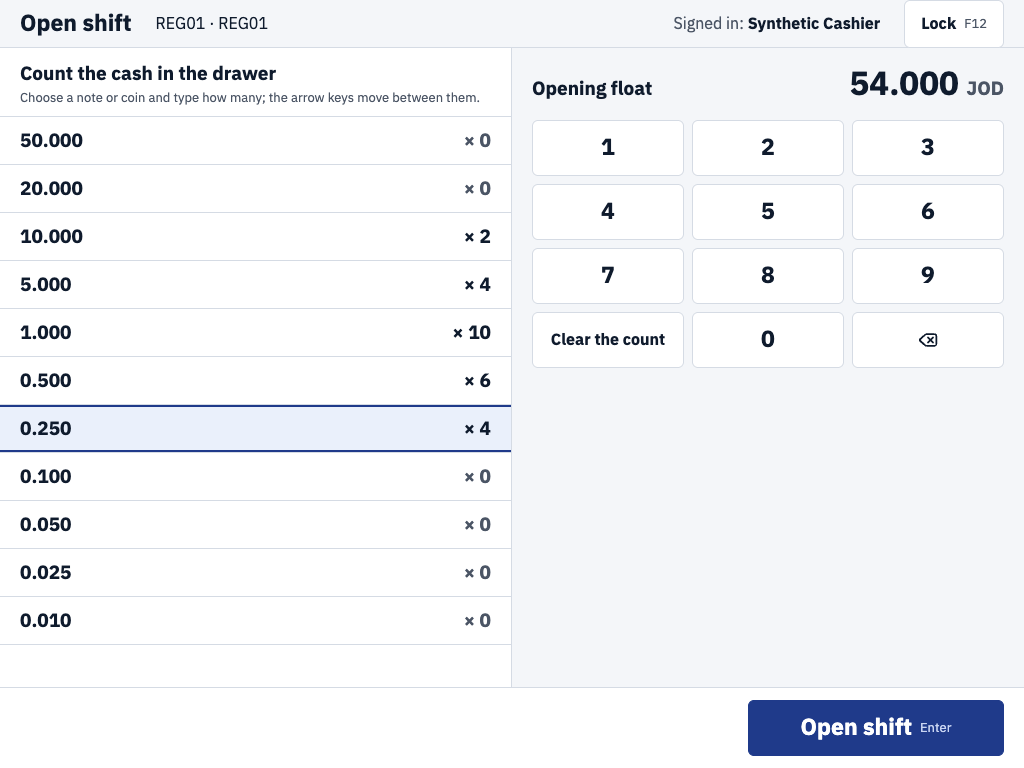 Open shift REG01 · REG01 Signed in: Synthetic Cashier Lock F12
Count the cash in the drawer
Choose a note or coin and type how many; the arrow keys move between them.
50.000 × 0
20.000 × 0
10.000 × 2
5.000 × 4
1.000 × 10
0.500 × 6
0.250 × 4
0.100 × 0
0.050 × 0
0.025 × 0
0.010 × 0
Opening float 54.000 JOD
1 2 3
4 5 6
7 8 9
Clear the count 0
Open shift Enter